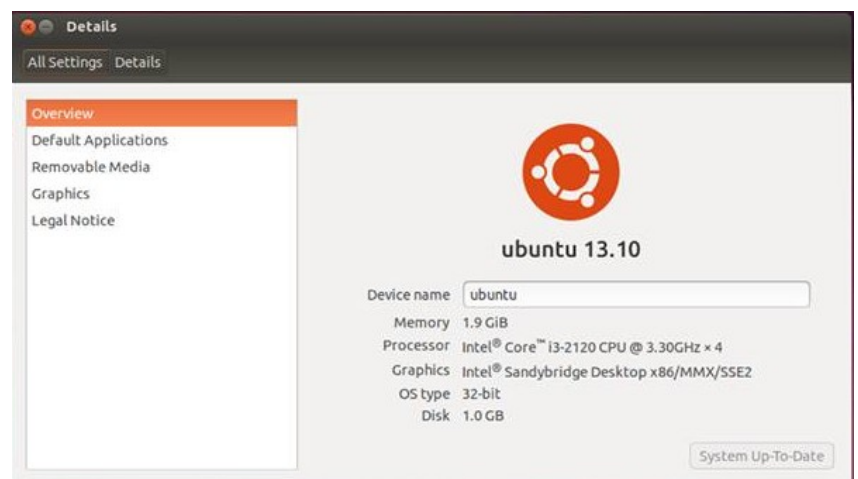 Details
All Settings Details
Overview
Default Applications
Removable Media
Graphics
Legal Notice
ubuntu 13.10
Device name ubuntu
Memory 1.9 GiB
Processor Intel® Core™ i3-2120 CPU @ 3.30GHz × 4
Graphics Intel® Sandybridge Desktop x86/MMX/SSE2
OS type 32-bit
Disk 1.0 GB
System Up-To-Date